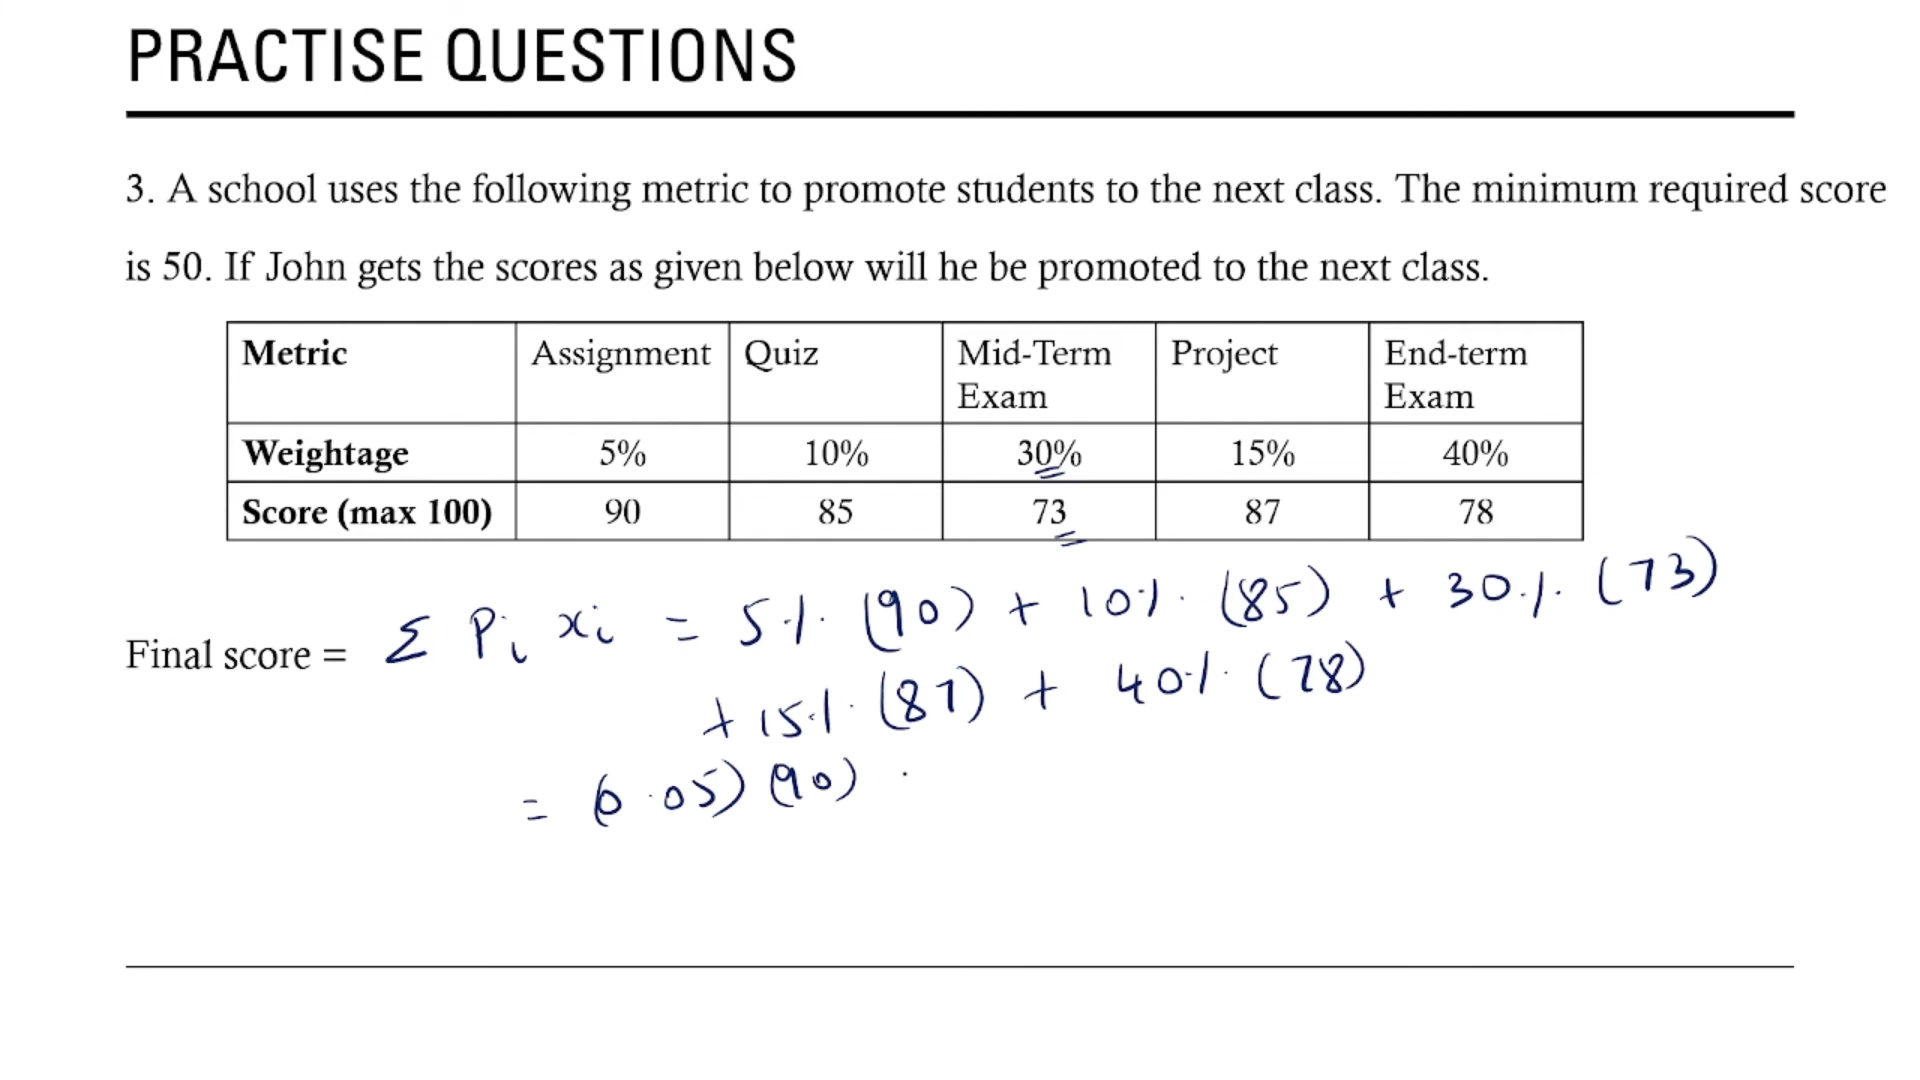 PRACTISE QUESTIONS
3. A school uses the following metric to promote students to the next class. The minimum required score
is 50. If John gets the scores as given below will he be promoted to the next class.
Metric Assignment Quiz Mid-Term Exam Project End-term Exam
Weightage 5% 10% 30% 15% 40%
Score (max 100) 90 85 73 87 78
Final score = Σ Pi xi = 5% (90) + 10% (85) + 30% (73)
+ 15% (87) + 40% (78)
= (0.05) (90)